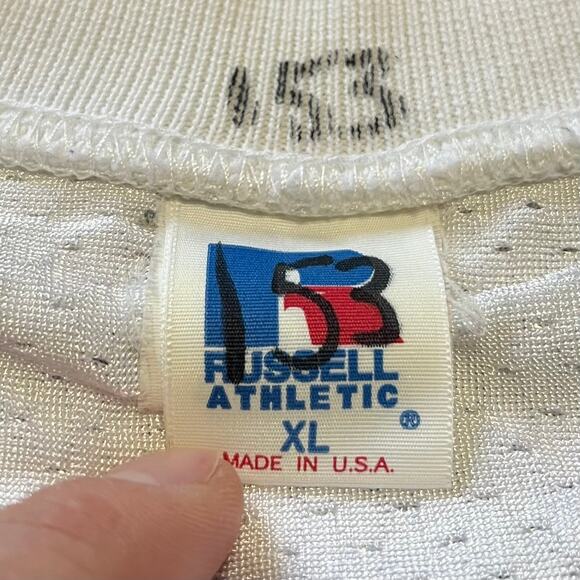 153
153
RUSSELL
ATHLETIC ®
XL
MADE IN U.S.A.